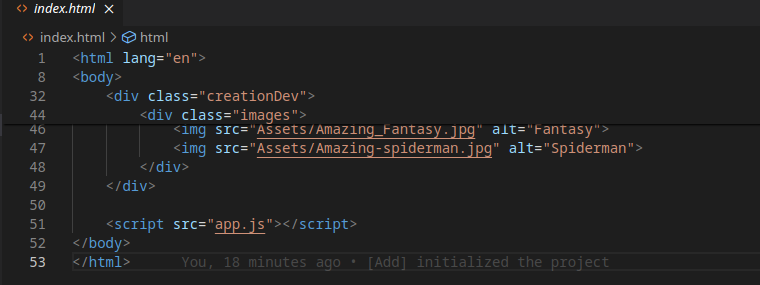 index.html
index.html > html
1 <html lang="en">
8 <body>
32 <div class="creationDev">
44 <div class="images">
46 <img src="Assets/Amazing_Fantasy.jpg" alt="Fantasy">
47 <img src="Assets/Amazing-spiderman.jpg" alt="Spiderman">
48 </div>
49 </div>
50
51 <script src="app.js"></script>
52 </body>
53 </html> You, 18 minutes ago • [Add] initialized the project